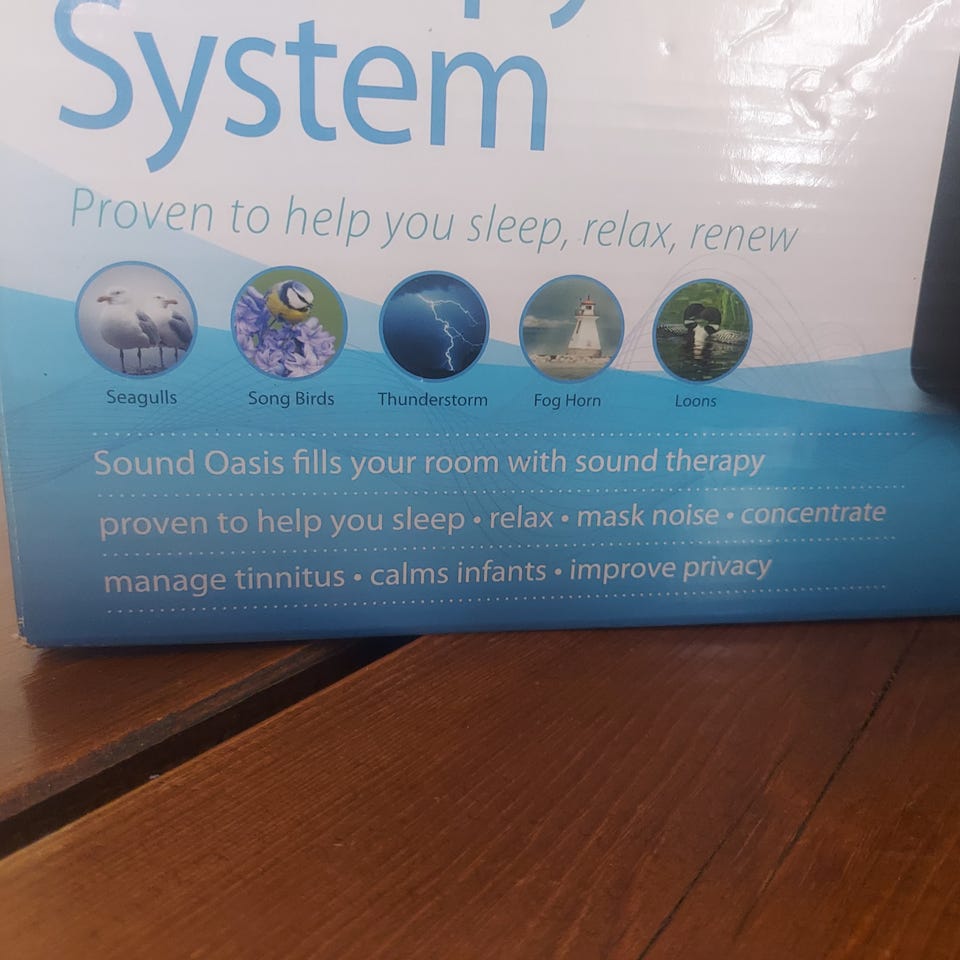 System
Proven to help you sleep, relax, renew
Seagulls
Song Birds
Thunderstorm
Fog Horn
Loons
Sound Oasis fills your room with sound therapy
proven to help you sleep • relax • mask noise • concentrate
manage tinnitus • calms infants • improve privacy